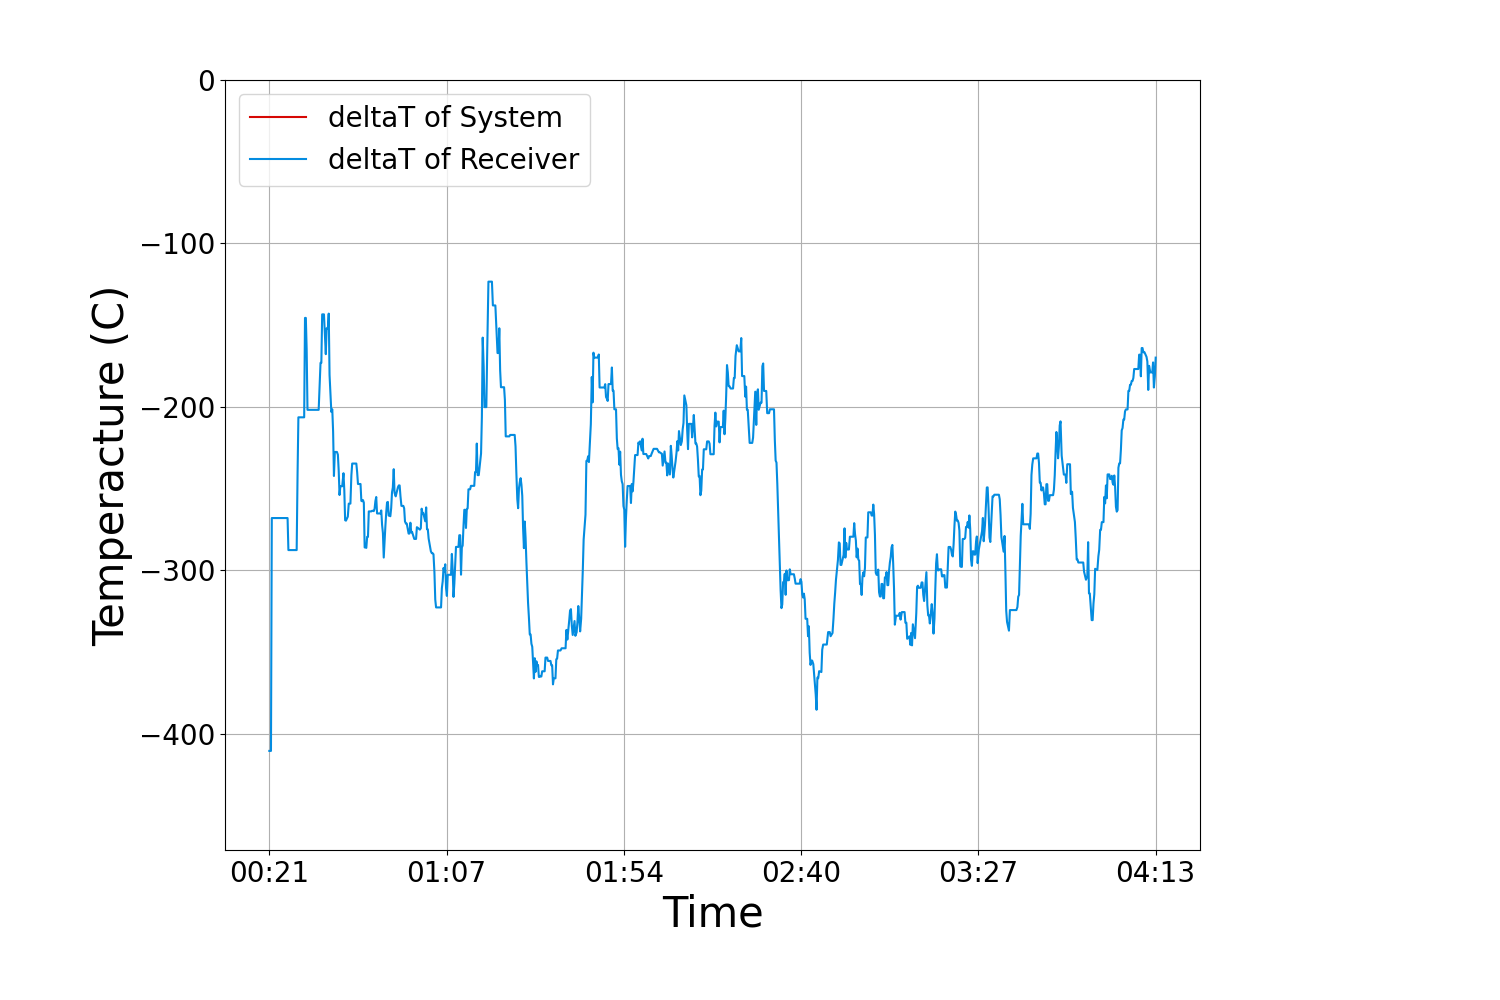 0
deltaT of System
deltaT of Receiver
−100
−200
−300
−400
Temperacture (C)
00:21 01:07 01:54 02:40 03:27 04:13
Time